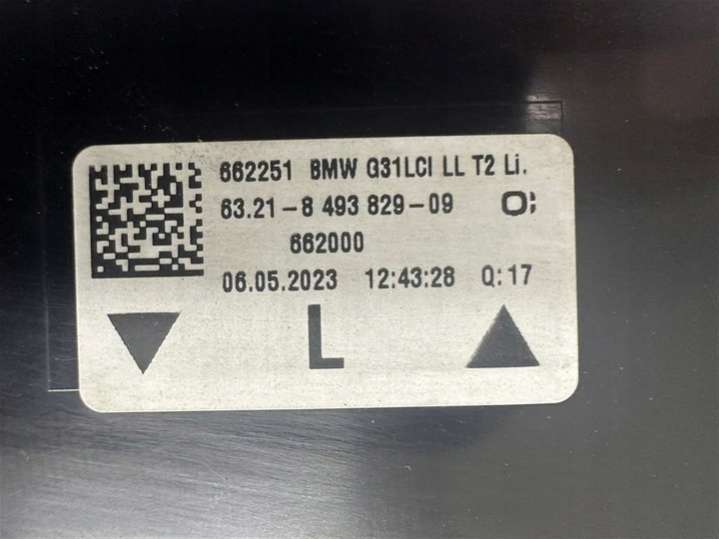 662251 BMW G31LCI LL T2 Li.
63.21-8 493 829-09
662000
06.05.2023 12:43:28 Q:17
L